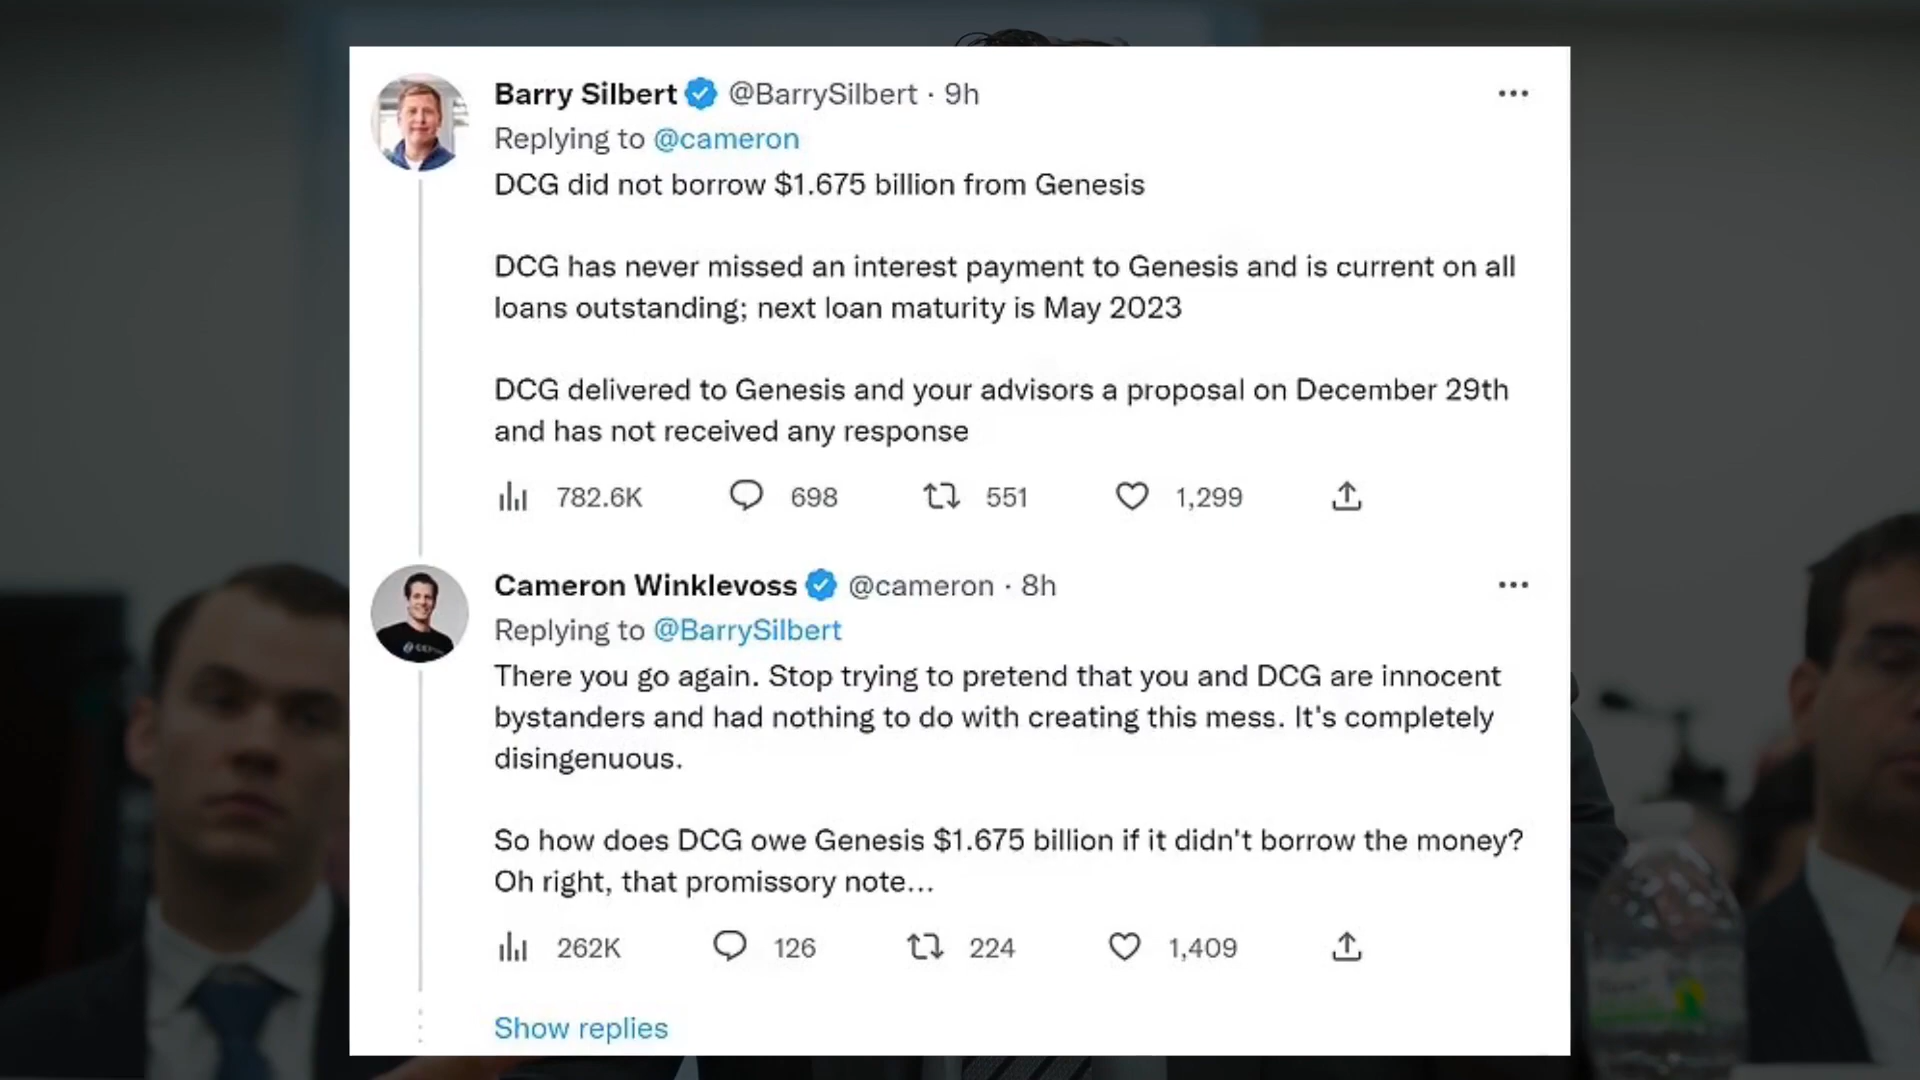 Barry Silbert @BarrySilbert · 9h
Replying to @cameron
DCG did not borrow $1.675 billion from Genesis
DCG has never missed an interest payment to Genesis and is current on all
loans outstanding; next loan maturity is May 2023
DCG delivered to Genesis and your advisors a proposal on December 29th
and has not received any response
782.6K 698 551 1,299
Cameron Winklevoss @cameron · 8h
Replying to @BarrySilbert
There you go again. Stop trying to pretend that you and DCG are innocent
bystanders and had nothing to do with creating this mess. It's completely
disingenuous.
So how does DCG owe Genesis $1.675 billion if it didn't borrow the money?
Oh right, that promissory note...
262K 126 224 1,409
Show replies